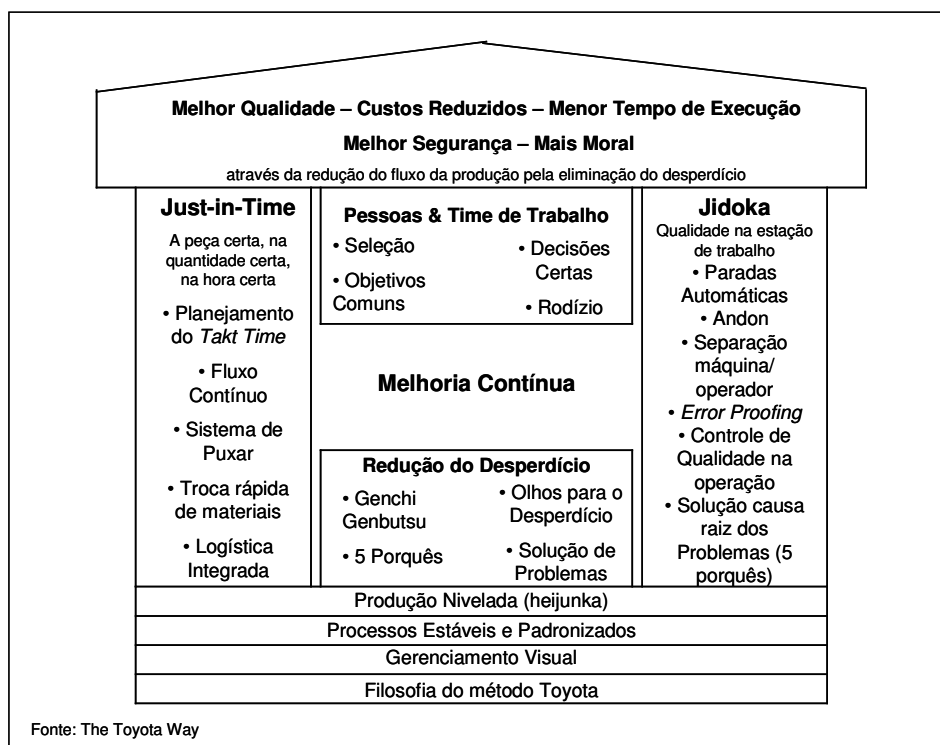 Melhor Qualidade – Custos Reduzidos – Menor Tempo de Execução
Melhor Segurança – Mais Moral
através da redução do fluxo da produção pela eliminação do desperdício
Just-in-Time
A peça certa, na
quantidade certa,
na hora certa
• Planejamento
do Takt Time
• Fluxo
Contínuo
• Sistema de
Puxar
• Troca rápida
de materiais
• Logística
Integrada
Pessoas & Time de Trabalho
• Seleção
• Objetivos
Comuns
• Decisões
Certas
• Rodízio
Melhoria Contínua
Redução do Desperdício
• Genchi
Genbutsu
• 5 Porquês
• Olhos para o
Desperdício
• Solução de
Problemas
Jidoka
Qualidade na estação
de trabalho
• Paradas
Automáticas
• Andon
• Separação
máquina/
operador
• Error Proofing
• Controle de
Qualidade na
operação
• Solução causa
raiz dos
Problemas (5
porquês)
Produção Nivelada (heijunka)
Processos Estáveis e Padronizados
Gerenciamento Visual
Filosofia do método Toyota
Fonte: The Toyota Way